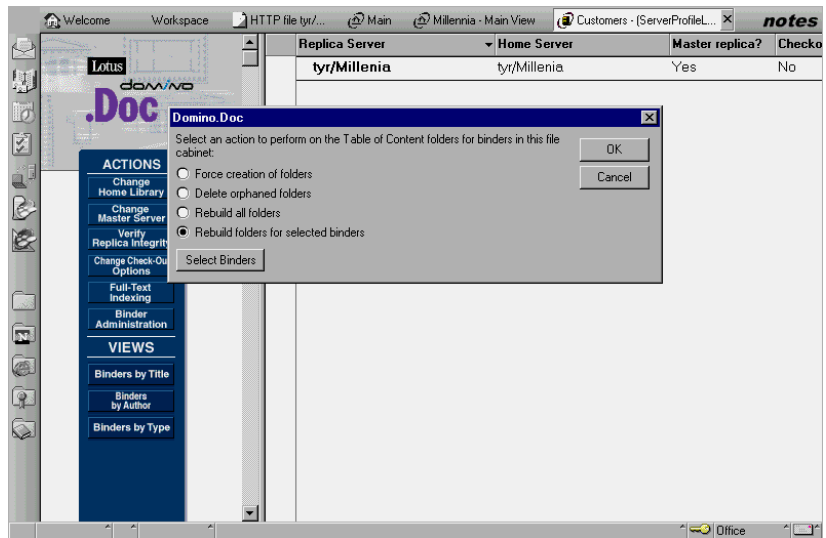 Welcome Workspace HTTP file tyr/... Main Millennia - Main View Customers - (ServerProfileL... notes
Replica Server Home Server Master replica? Checko
tyr/Millenia tyr/Millenia Yes No
Lotus
domino
.Doc
Domino.Doc
Select an action to perform on the Table of Content folders for binders in this file
cabinet:
OK
Cancel
Force creation of folders
Delete orphaned folders
Rebuild all folders
Rebuild folders for selected binders
Select Binders
ACTIONS
Change
Home Library
Change
Master Server
Verify
Replica Integrit
Change Check-Ou
Options
Full-Text
Indexing
Binder
Administration
VIEWS
Binders by Title
Binders
by Author
Binders by Type
Office